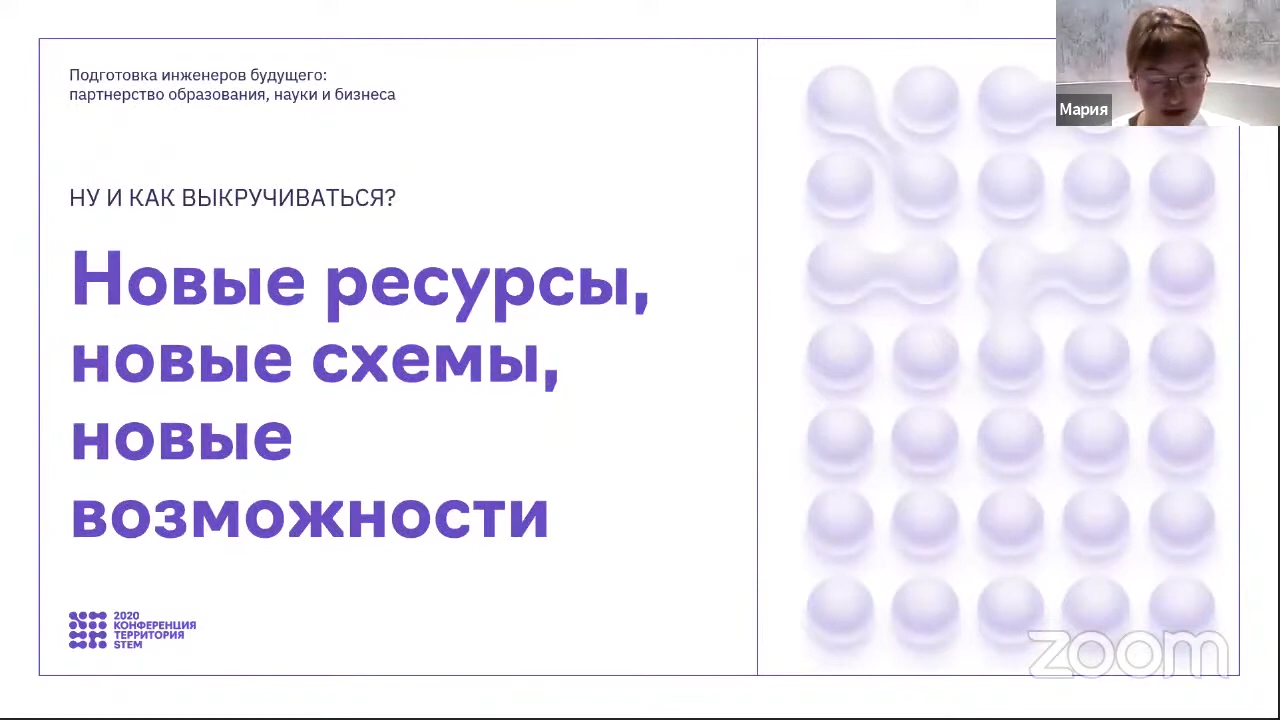 Подготовка инженеров будущего:
партнерство образования, науки и бизнеса
Мария
НУ И КАК ВЫКРУЧИВАТЬСЯ?
Новые ресурсы,
новые схемы,
новые
возможности
2020
КОНФЕРЕНЦИЯ
ТЕРРИТОРИЯ
STEM
zoom